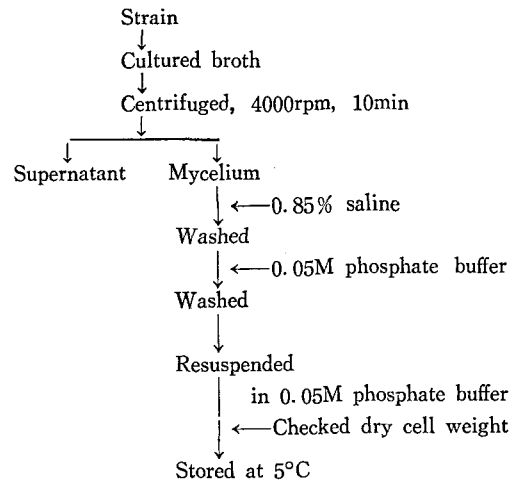 Strain
Cultured broth
Centrifuged, 4000rpm, 10min
Supernatant Mycelium
0.85% saline
Washed
0.05M phosphate buffer
Washed
Resuspended
in 0.05M phosphate buffer
Checked dry cell weight
Stored at 5°C